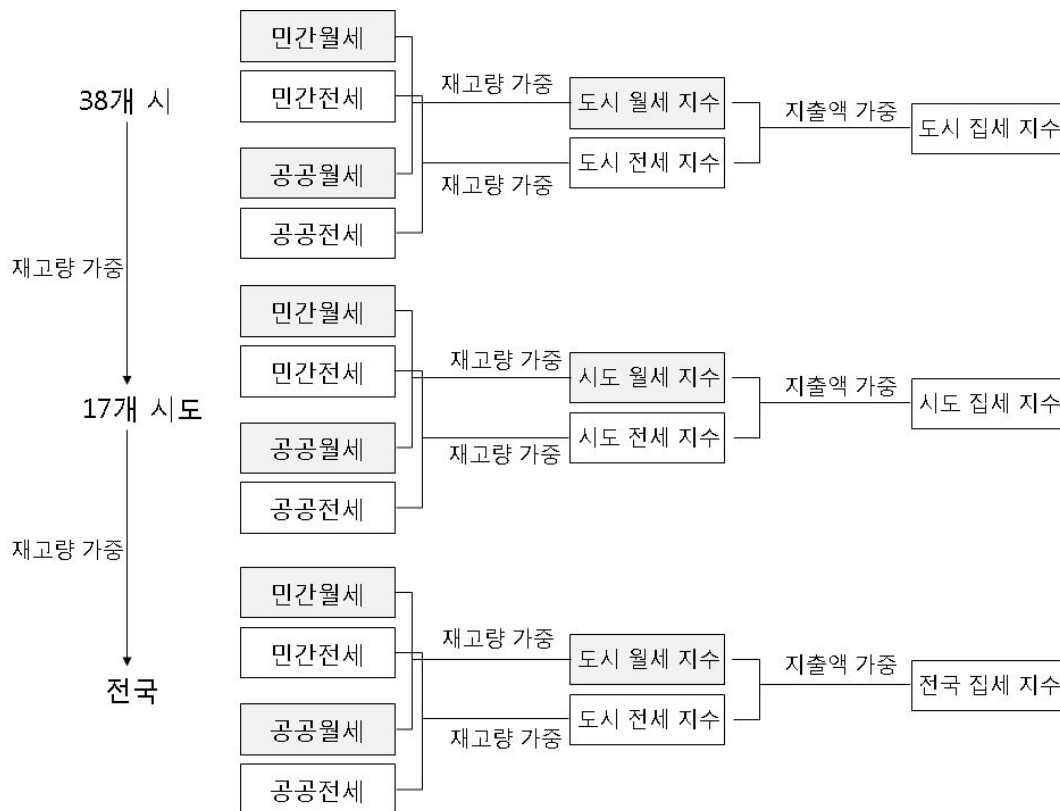 민간월세
38개 시
민간전세
재고량 가중
도시 월세 지수
지출액 가중
도시 집세 지수
공공월세
재고량 가중
도시 전세 지수
공공전세
재고량 가중
민간월세
17개 시도
민간전세
재고량 가중
시도 월세 지수
지출액 가중
시도 집세 지수
공공월세
재고량 가중
시도 전세 지수
공공전세
재고량 가중
민간월세
전국
민간전세
재고량 가중
도시 월세 지수
지출액 가중
전국 집세 지수
공공월세
재고량 가중
도시 전세 지수
공공전세